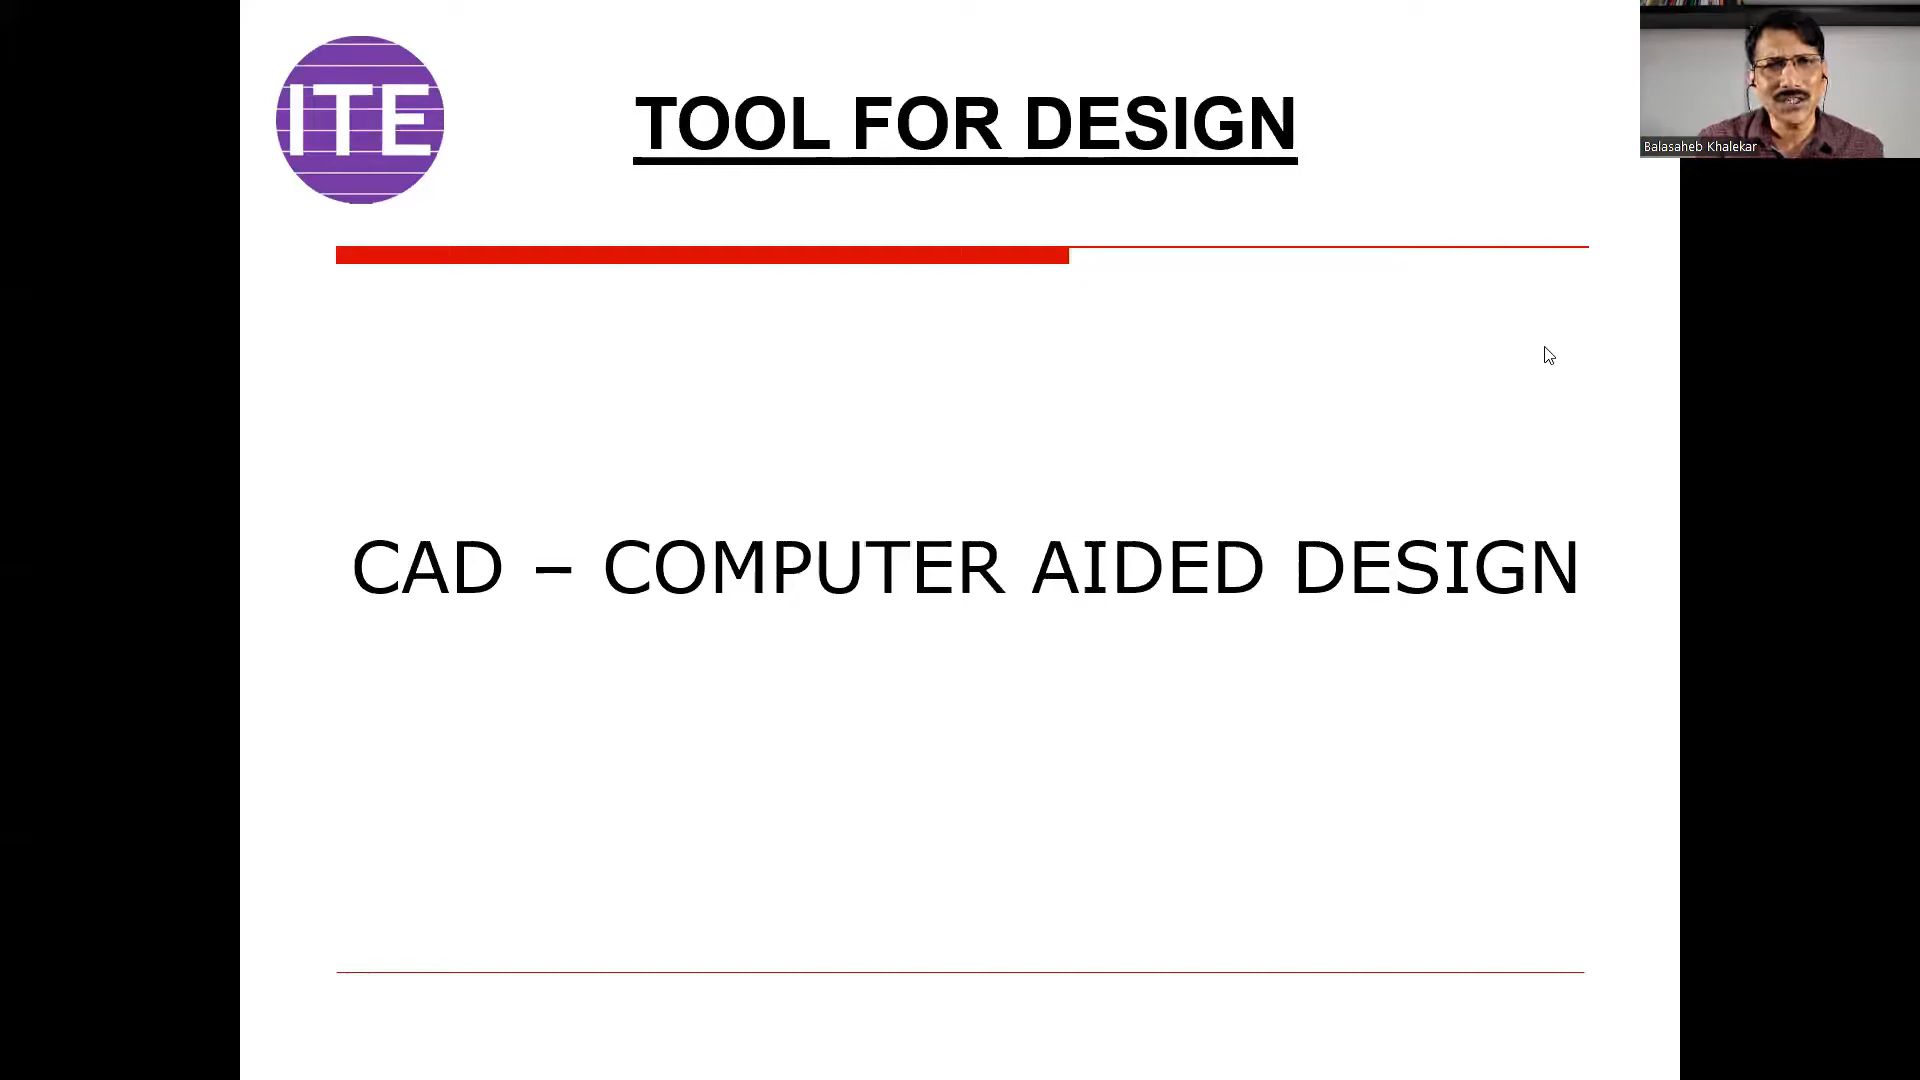 ITE
TOOL FOR DESIGN
Balasaheb Khalekar
CAD – COMPUTER AIDED DESIGN